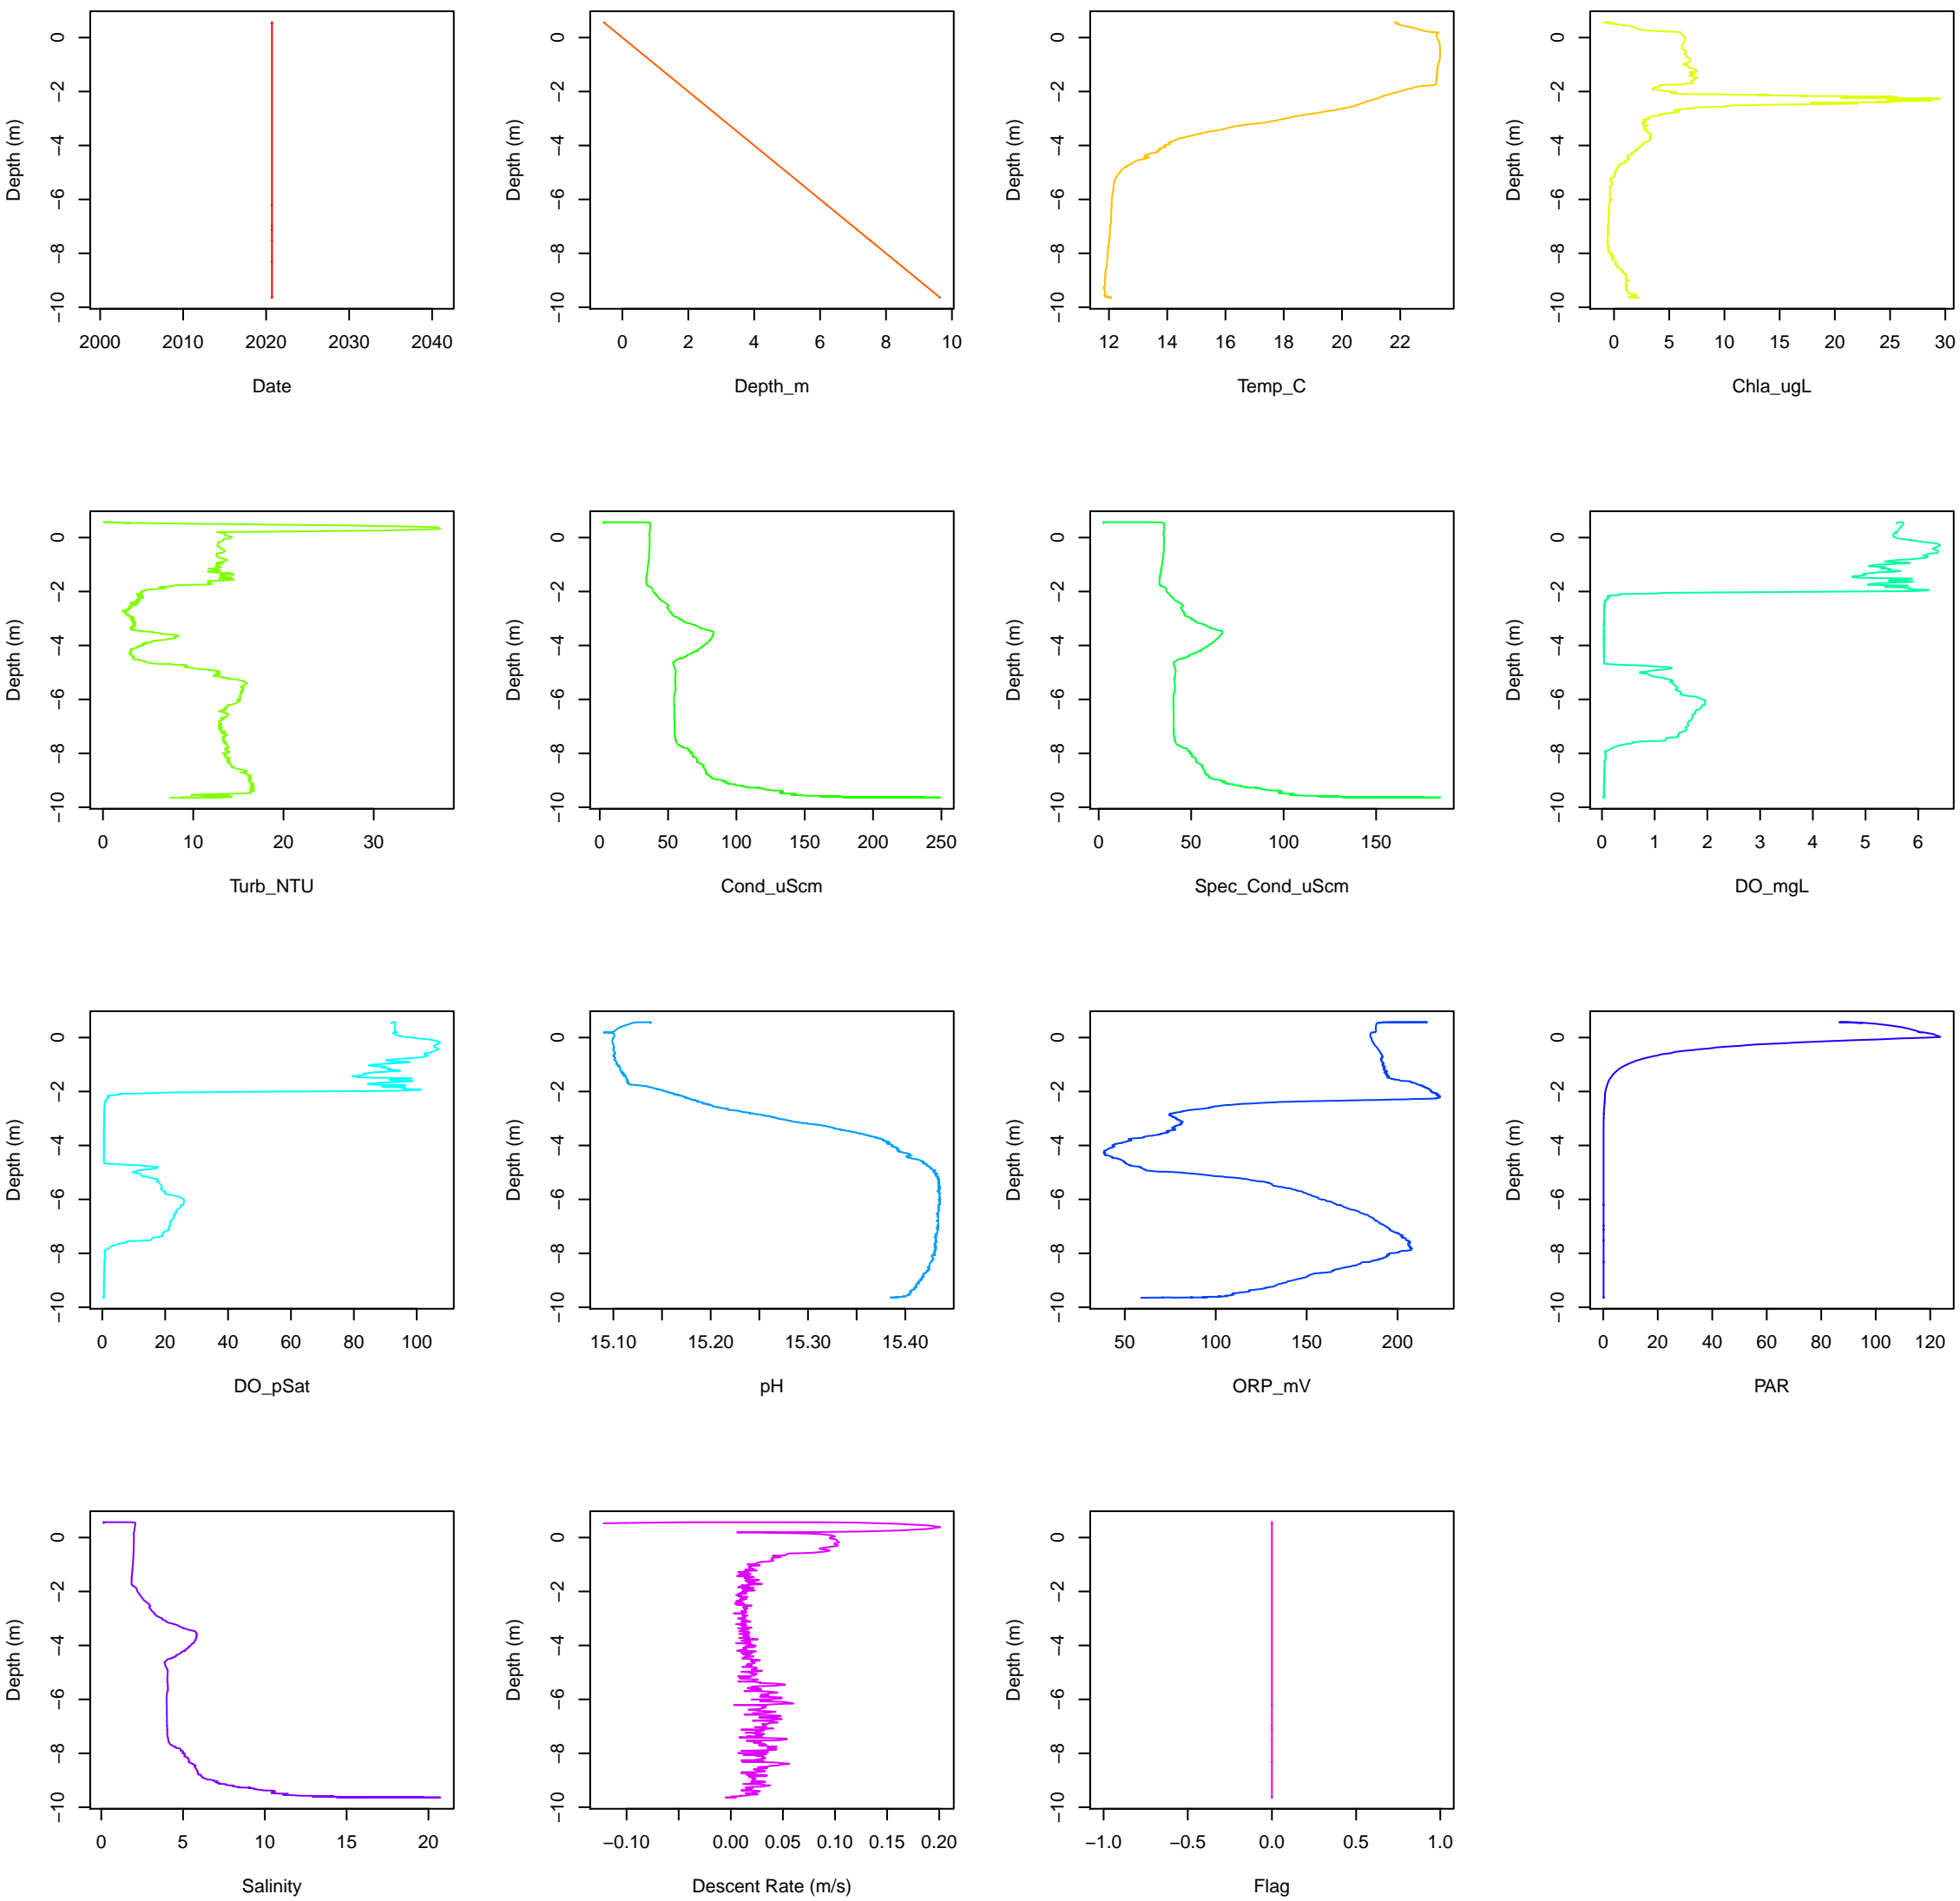 Depth (m)
0
−2
−4
−6
−8
−10
2000 2010 2020 2030 2040
Date
Depth (m)
0
−2
−4
−6
−8
−10
0 2 4 6 8 10
Depth_m
Depth (m)
0
−2
−4
−6
−8
−10
12 14 16 18 20 22
Temp_C
Depth (m)
0
−2
−4
−6
−8
−10
0 5 10 15 20 25 30
Chla_ugL
Depth (m)
0
−2
−4
−6
−8
−10
0 10 20 30
Turb_NTU
Depth (m)
0
−2
−4
−6
−8
−10
0 50 100 150 200 250
Cond_uScm
Depth (m)
0
−2
−4
−6
−8
−10
0 50 100 150
Spec_Cond_uScm
Depth (m)
0
−2
−4
−6
−8
−10
0 1 2 3 4 5 6
DO_mgL
Depth (m)
0
−2
−4
−6
−8
−10
0 20 40 60 80 100
DO_pSat
Depth (m)
0
−2
−4
−6
−8
−10
15.10 15.20 15.30 15.40
pH
Depth (m)
0
−2
−4
−6
−8
−10
50 100 150 200
ORP_mV
Depth (m)
0
−2
−4
−6
−8
−10
0 20 40 60 80 100 120
PAR
Depth (m)
0
−2
−4
−6
−8
−10
0 5 10 15 20
Salinity
Depth (m)
0
−2
−4
−6
−8
−10
−0.10 0.00 0.05 0.10 0.15 0.20
Descent Rate (m/s)
Depth (m)
0
−2
−4
−6
−8
−10
−1.0 −0.5 0.0 0.5 1.0
Flag